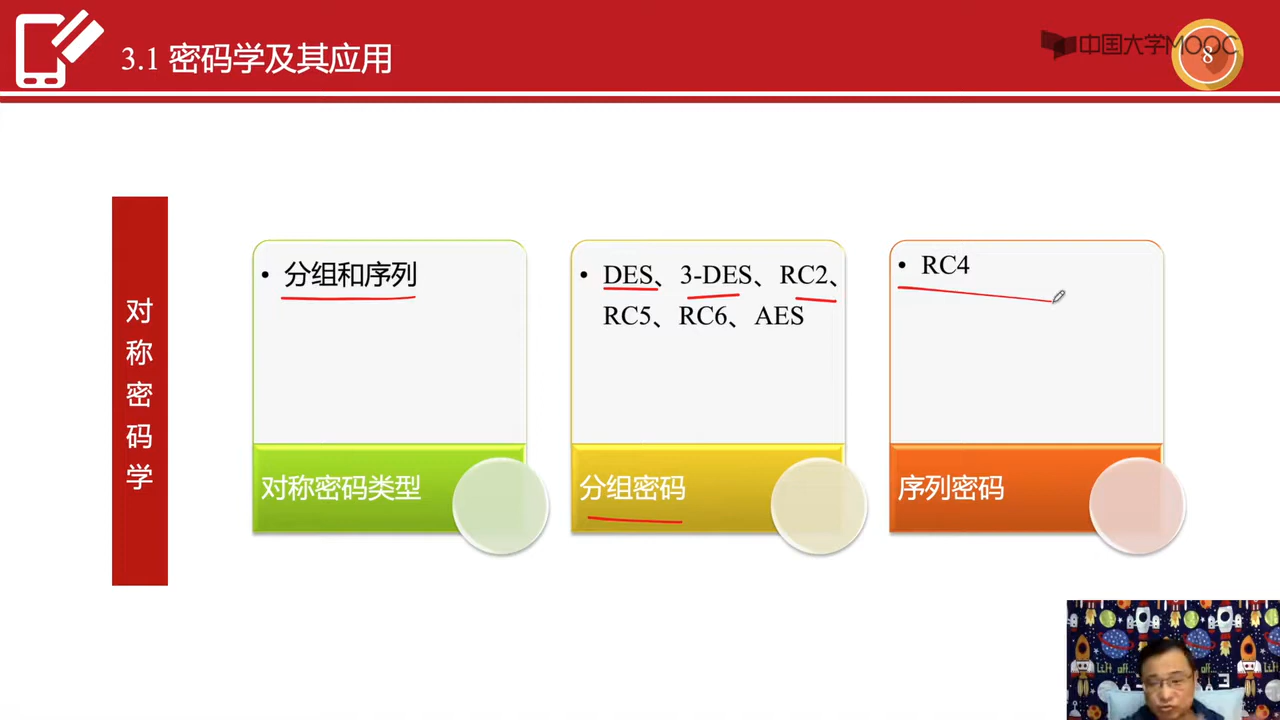 3.1 密码学及其应用
中国大学MOOC
8
对称密码学
• 分组和序列
对称密码类型
• DES、3-DES、RC2、
RC5、RC6、AES
分组密码
• RC4
序列密码